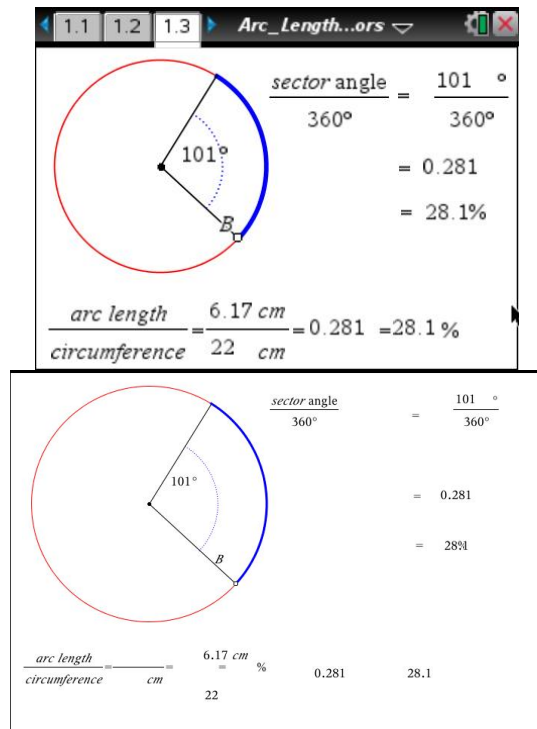 1.1 1.2 1.3 Arc_Length...ors
sector angle = 101 °
360° 360°
101°
= 0.281
= 28.1%
B
arc length = 6.17 cm = 0.281 =28.1 %
circumference 22 cm
sector angle = 101 °
360° 360°
101°
= 0.281
= 28%
B
arc length = = 6.17 cm = %
circumference cm 0.281 28.1
22